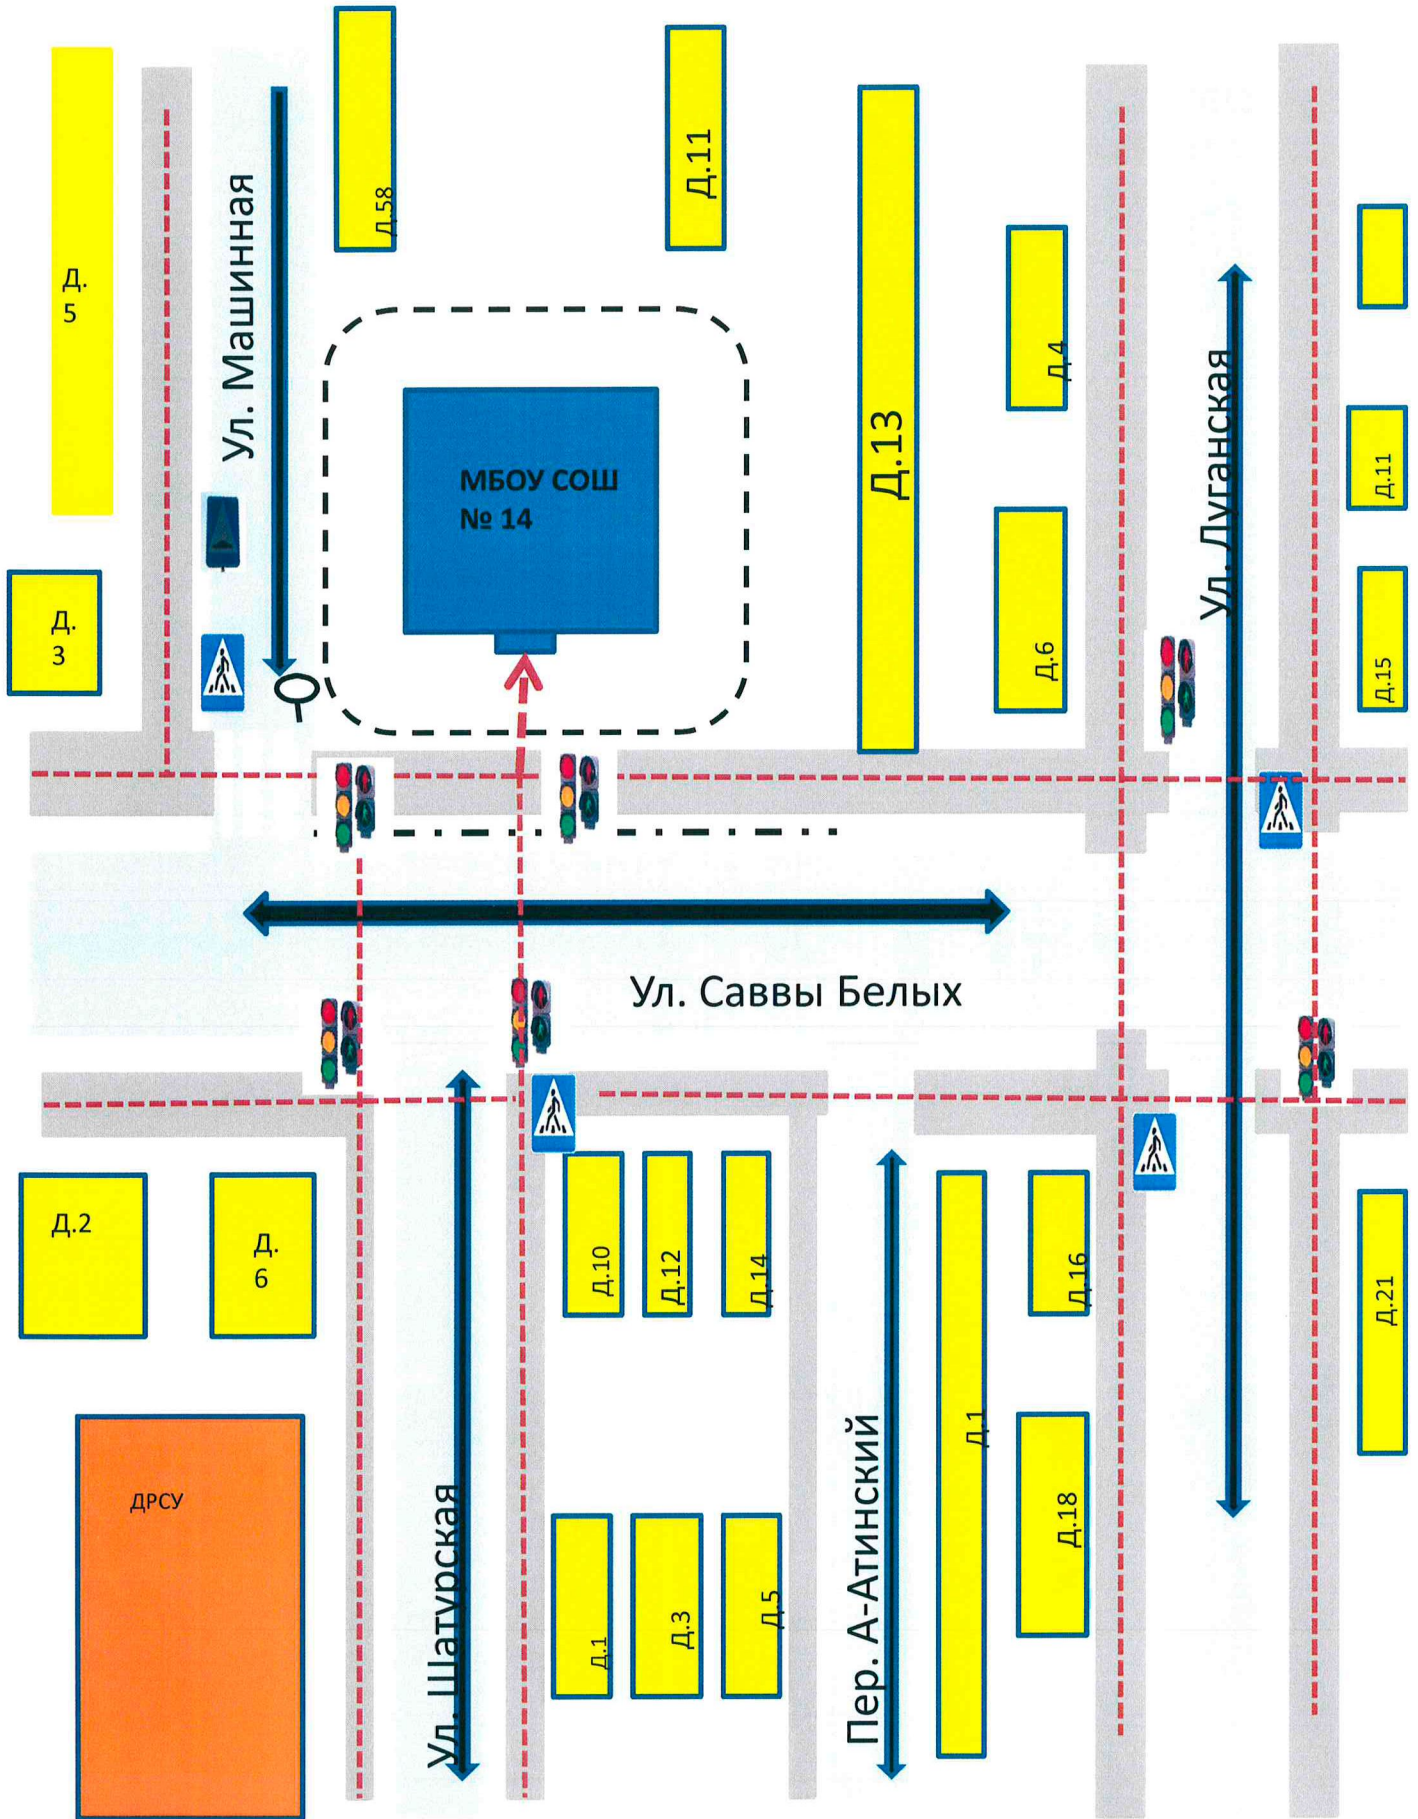 Д.58
Д.11
Д.
5
Ул. Машинная
Д.4
Ул. Луганская
Д.13
Д.11
МБОУ СОШ
№ 14
Д.
3
Д.6
Д.15
Ул. Саввы Белых
Д.2
Д.
6
Д.10
Д.12
Д.14
Д.16
Д.21
ДРСУ
Ул. Шатурская
Пер. А-Атинский
Д.1
Д.18
Д.1
Д.3
Д.5